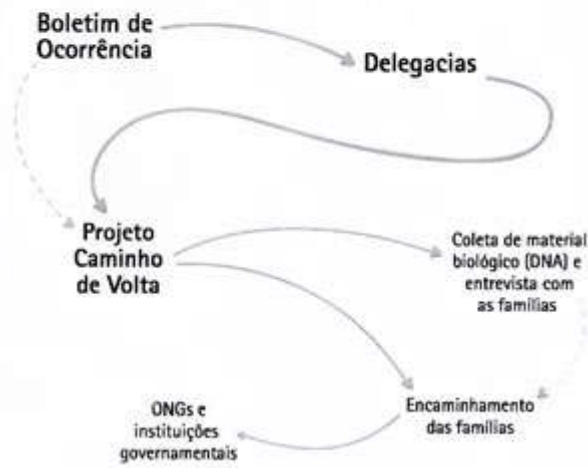 Boletim de
Ocorrência
Delegacias
Projeto
Caminho
de Volta
Coleta de material
biológico (DNA) e
entrevista com
as famílias
Encaminhamento
das famílias
ONGs e
instituições
governamentais